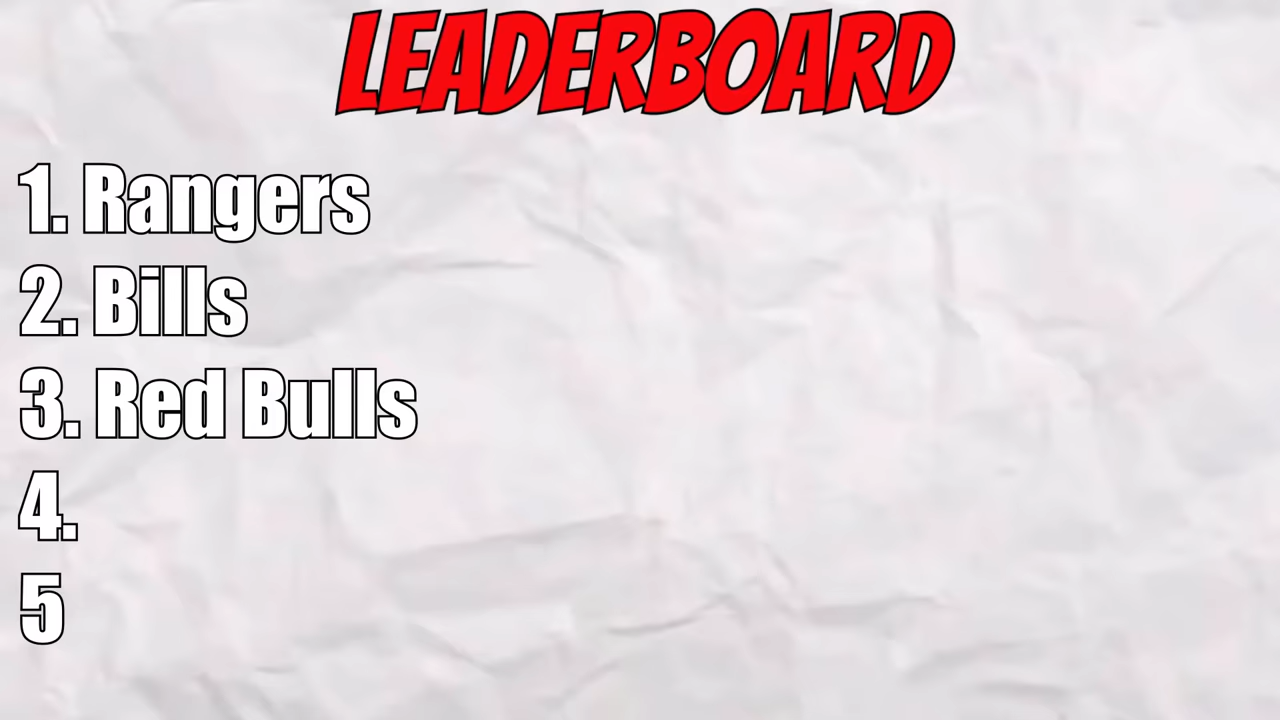 LEADERBOARD
1. Rangers
2. Bills
3. Red Bulls
4.
5